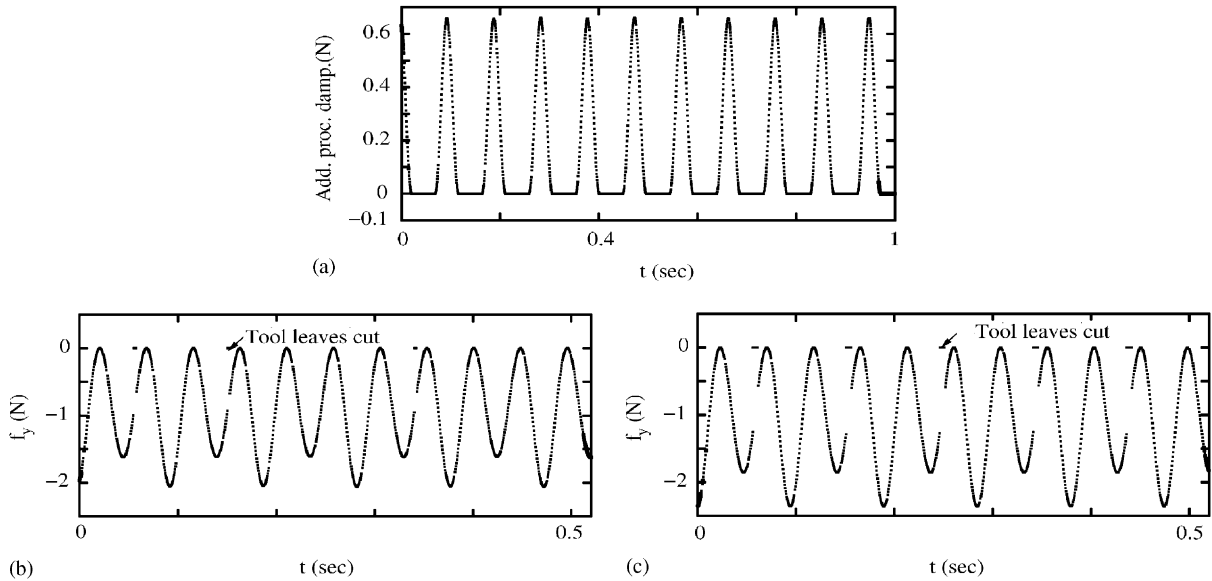 Add. proc. damp.(N)
0.6
0.4
0.2
0
−0.1
0
0.4
1
t (sec)
(a)
f_y (N)
0
−1
−2
Tool leaves cut
0
0.5
t (sec)
(b)
f_y (N)
0
−1
−2
Tool leaves cut
0
0.5
t (sec)
(c)